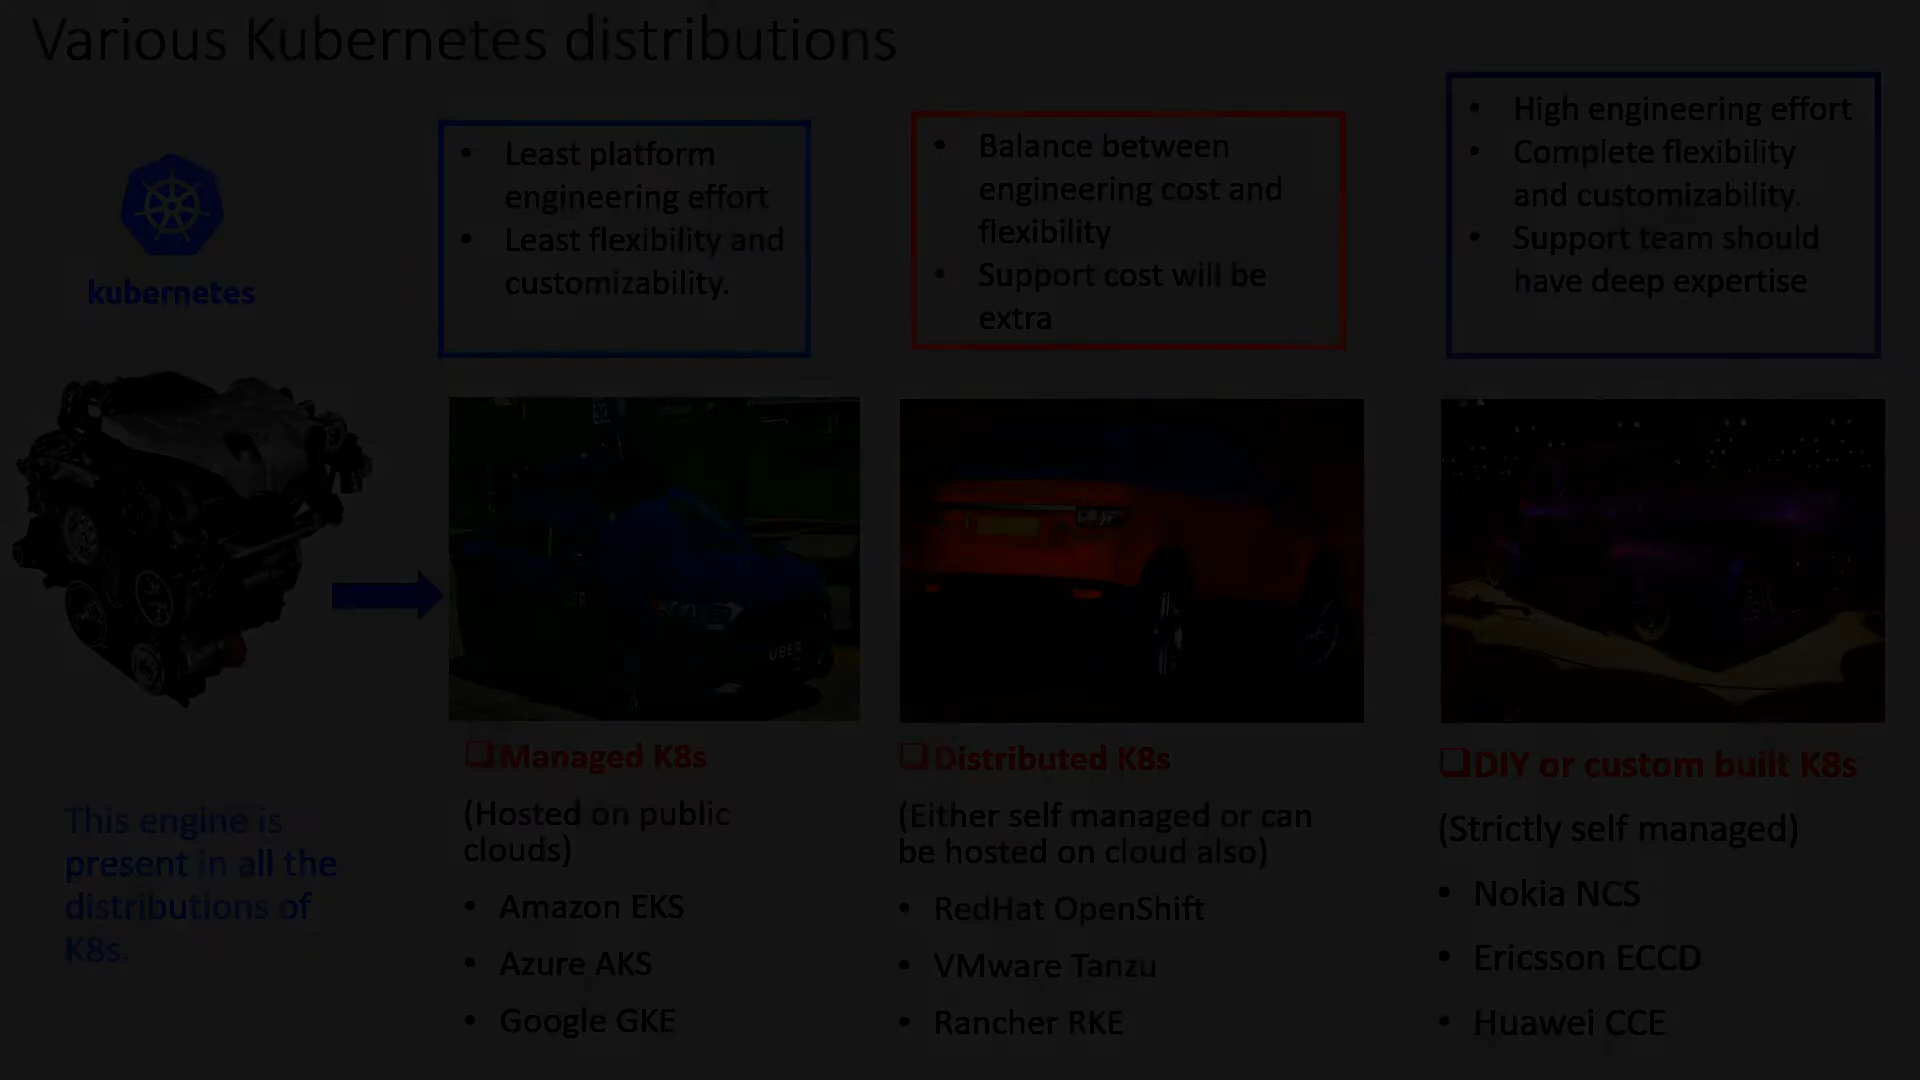 Various Kubernetes distributions
kubernetes
• Least platform
engineering effort
• Least flexibility and
customizability.
• Balance between
engineering cost and
flexibility
• Support cost will be
extra
• High engineering effort
• Complete flexibility
and customizability.
• Support team should
have deep expertise
This engine is
present in all the
distributions of
K8s.
UBER
❑Managed K8s
(Hosted on public
clouds)
• Amazon EKS
• Azure AKS
• Google GKE
❑Distributed K8s
(Either self managed or can
be hosted on cloud also)
• RedHat OpenShift
• VMware Tanzu
• Rancher RKE
❑DIY or custom built K8s
(Strictly self managed)
• Nokia NCS
• Ericsson ECCD
• Huawei CCE